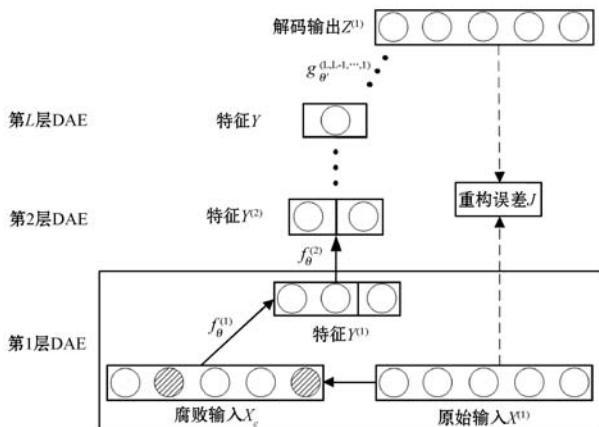 解码输出Z⁽¹⁾
g_θ'^(L,L-1,…,1)
第L层DAE
特征Y
第2层DAE
特征Y⁽²⁾
重构误差J
f_θ^(2)
f_θ^(1)
特征Y⁽¹⁾
第1层DAE
腐败输入X_c
原始输入X⁽¹⁾